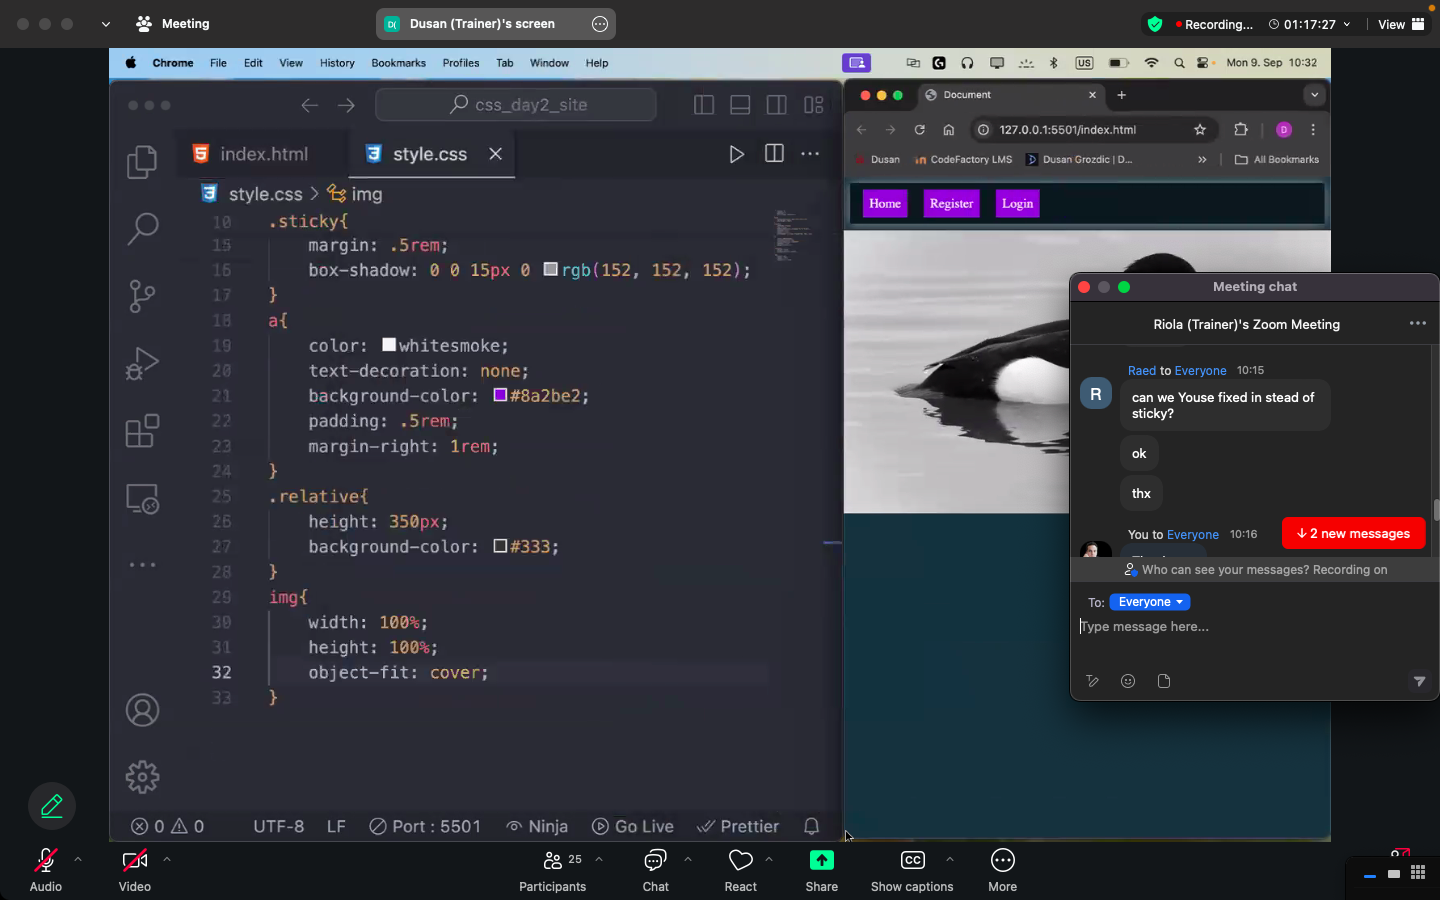 Meeting
D( Dusan (Trainer)'s screen
Recording...
01:17:27
View
Chrome File Edit View History Bookmarks Profiles Tab Window Help
US
Mon 9. Sep 10:32
css_day2_site
index.html
style.css
style.css > img
10 .sticky{
15 margin: .5rem;
16 box-shadow: 0 0 15px 0 rgb(152, 152, 152);
17 }
18 a{
19 color: whitesmoke;
20 text-decoration: none;
21 background-color: #8a2be2;
22 padding: .5rem;
23 margin-right: 1rem;
24 }
25 .relative{
26 height: 350px;
27 background-color: #333;
28 }
29 img{
30 width: 100%;
31 height: 100%;
32 object-fit: cover;
33 }
0 0
UTF-8 LF Port : 5501 Ninja Go Live Prettier
Document
127.0.0.1:5501/index.html
D
Dusan CodeFactory LMS Dusan Grozdic | D... » All Bookmarks
Home Register Login
Meeting chat
Riola (Trainer)'s Zoom Meeting
Raed to Everyone 10:15
R
can we Youse fixed in stead of
sticky?
ok
thx
You to Everyone 10:16
2 new messages
Who can see your messages? Recording on
To: Everyone
Type message here...
Audio
Video
25
Participants
Chat
React
Share
CC
Show captions
More